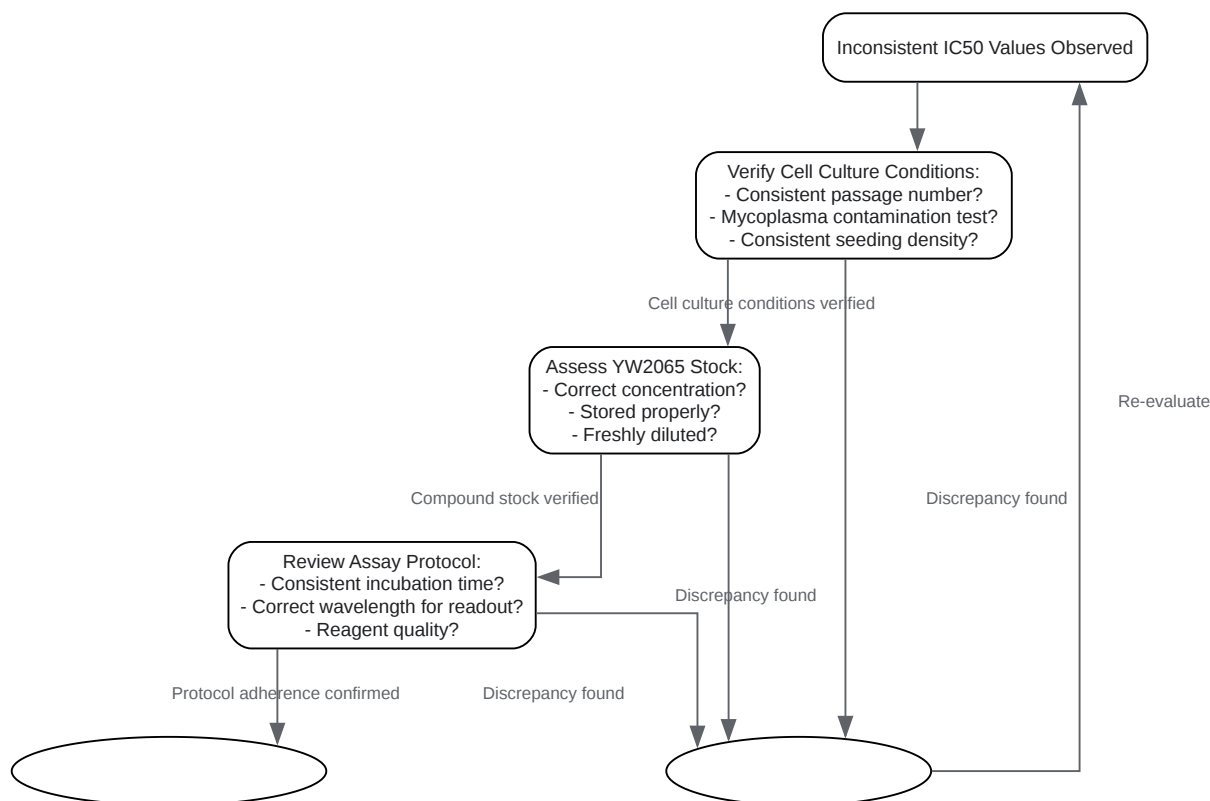 Inconsistent IC50 Values Observed
Verify Cell Culture Conditions:
- Consistent passage number?
- Mycoplasma contamination test?
- Consistent seeding density?
Cell culture conditions verified
Assess YW2065 Stock:
- Correct concentration?
- Stored properly?
- Freshly diluted?
Re-evaluate
Compound stock verified
Discrepancy found
Review Assay Protocol:
- Consistent incubation time?
- Correct wavelength for readout?
- Reagent quality?
Discrepancy found
Protocol adherence confirmed
Discrepancy found